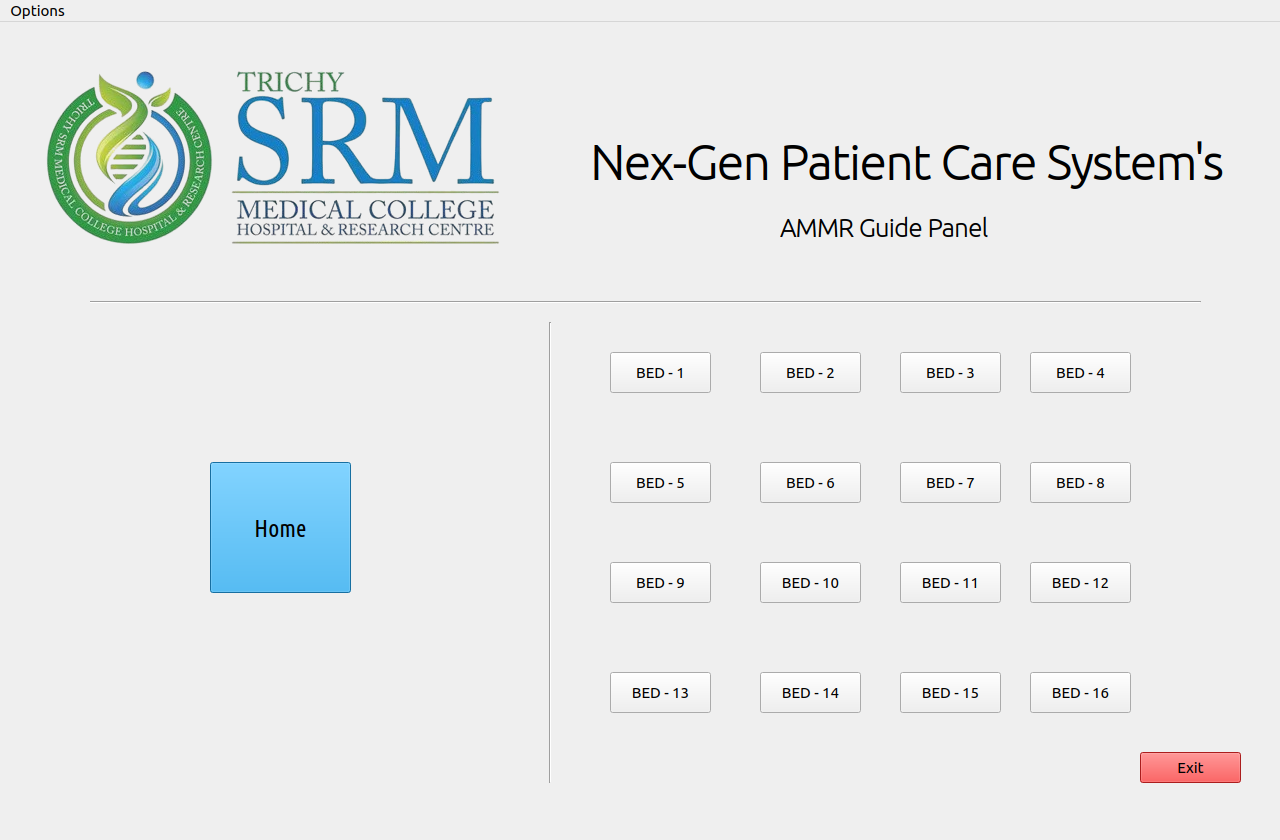 Options
TRICHY SRM MEDICAL COLLEGE HOSPITAL & RESEARCH CENTRE
TRICHY
SRM
MEDICAL COLLEGE
HOSPITAL & RESEARCH CENTRE
Nex-Gen Patient Care System's
AMMR Guide Panel
Home
BED - 1 BED - 2 BED - 3 BED - 4
BED - 5 BED - 6 BED - 7 BED - 8
BED - 9 BED - 10 BED - 11 BED - 12
BED - 13 BED - 14 BED - 15 BED - 16
Exit